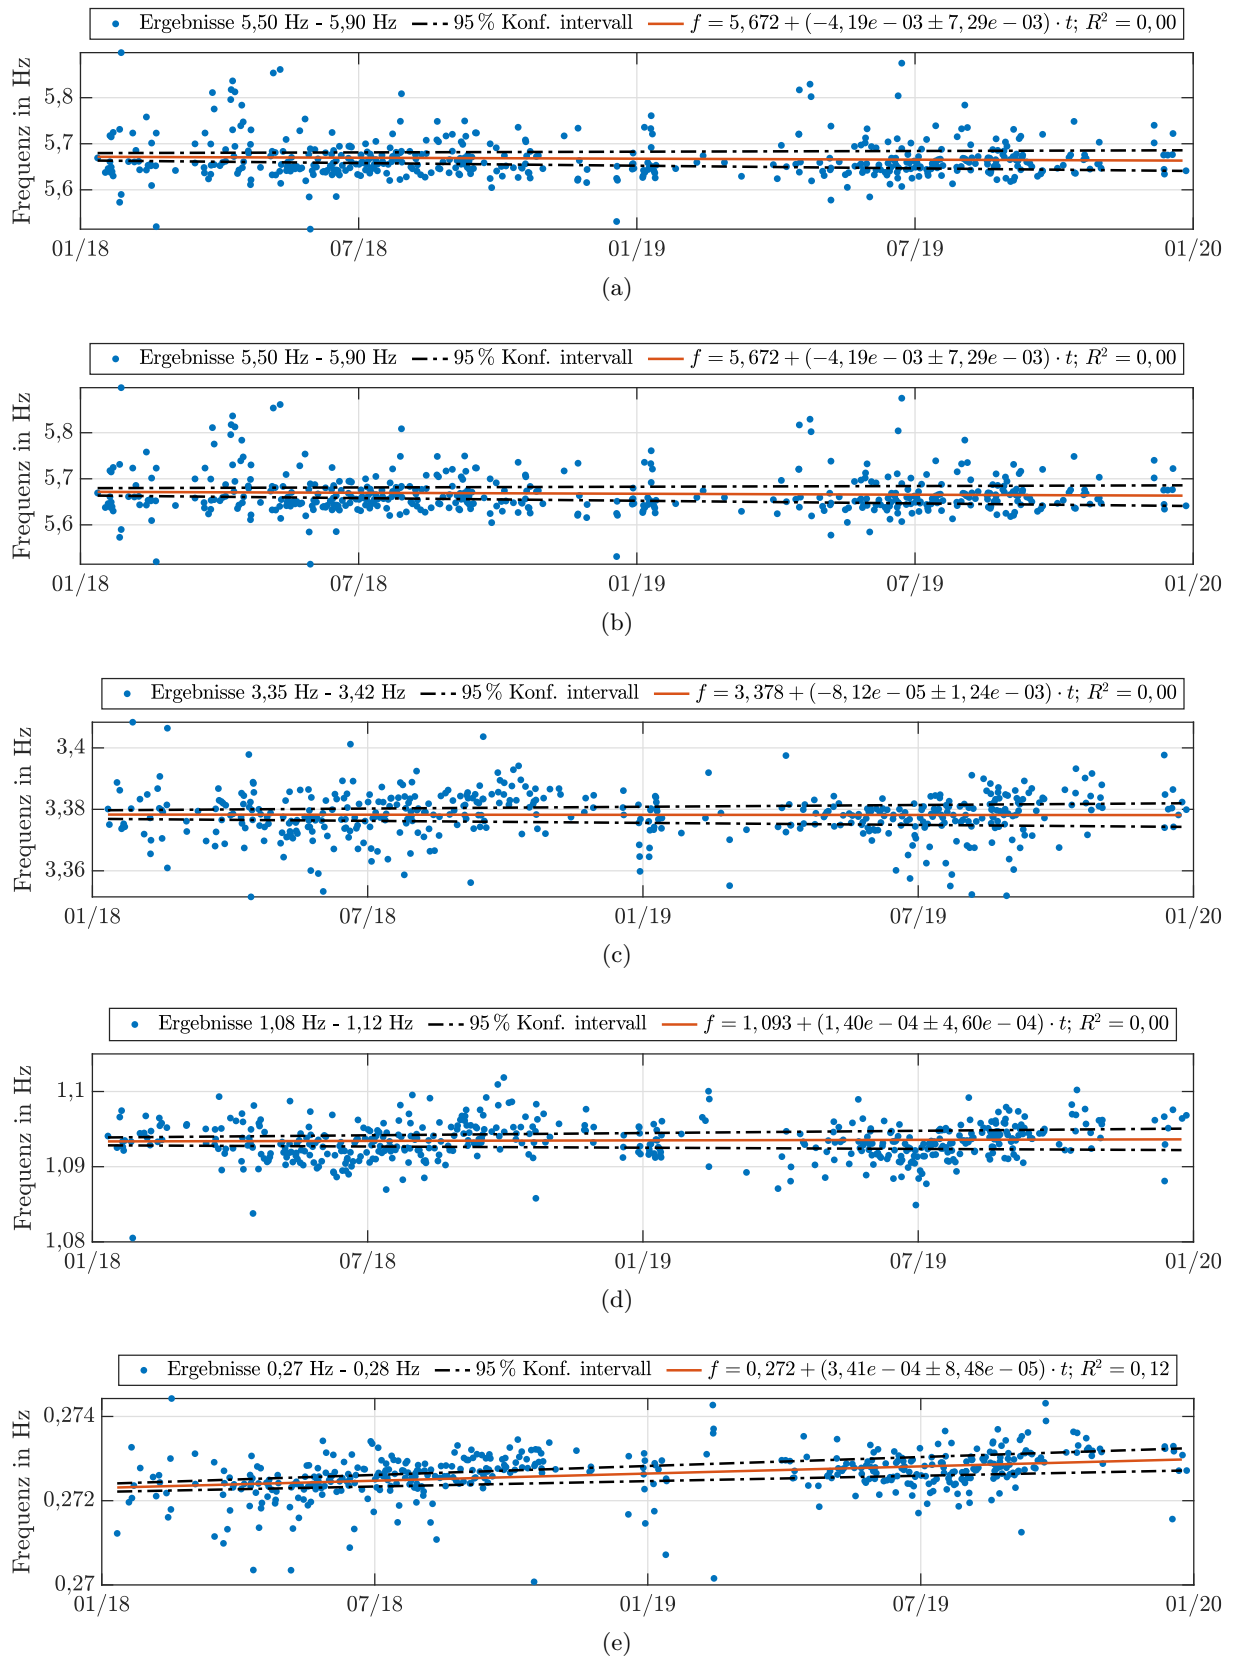 Ergebnisse 5,50 Hz - 5,90 Hz 95 % Konf. intervall f = 5,672 + (−4,19e − 03 ± 7,29e − 03) · t; R² = 0,00
Frequenz in Hz
5,8
5,7
5,6
01/18 07/18 01/19 07/19 01/20
(a)
Ergebnisse 5,50 Hz - 5,90 Hz 95 % Konf. intervall f = 5,672 + (−4,19e − 03 ± 7,29e − 03) · t; R² = 0,00
Frequenz in Hz
5,8
5,7
5,6
01/18 07/18 01/19 07/19 01/20
(b)
Ergebnisse 3,35 Hz - 3,42 Hz 95 % Konf. intervall f = 3,378 + (−8,12e − 05 ± 1,24e − 03) · t; R² = 0,00
Frequenz in Hz
3,4
3,38
3,36
01/18 07/18 01/19 07/19 01/20
(c)
Ergebnisse 1,08 Hz - 1,12 Hz 95 % Konf. intervall f = 1,093 + (1,40e − 04 ± 4,60e − 04) · t; R² = 0,00
Frequenz in Hz
1,1
1,09
1,08
01/18 07/18 01/19 07/19 01/20
(d)
Ergebnisse 0,27 Hz - 0,28 Hz 95 % Konf. intervall f = 0,272 + (3,41e − 04 ± 8,48e − 05) · t; R² = 0,12
Frequenz in Hz
0,274
0,272
0,27
01/18 07/18 01/19 07/19 01/20
(e)